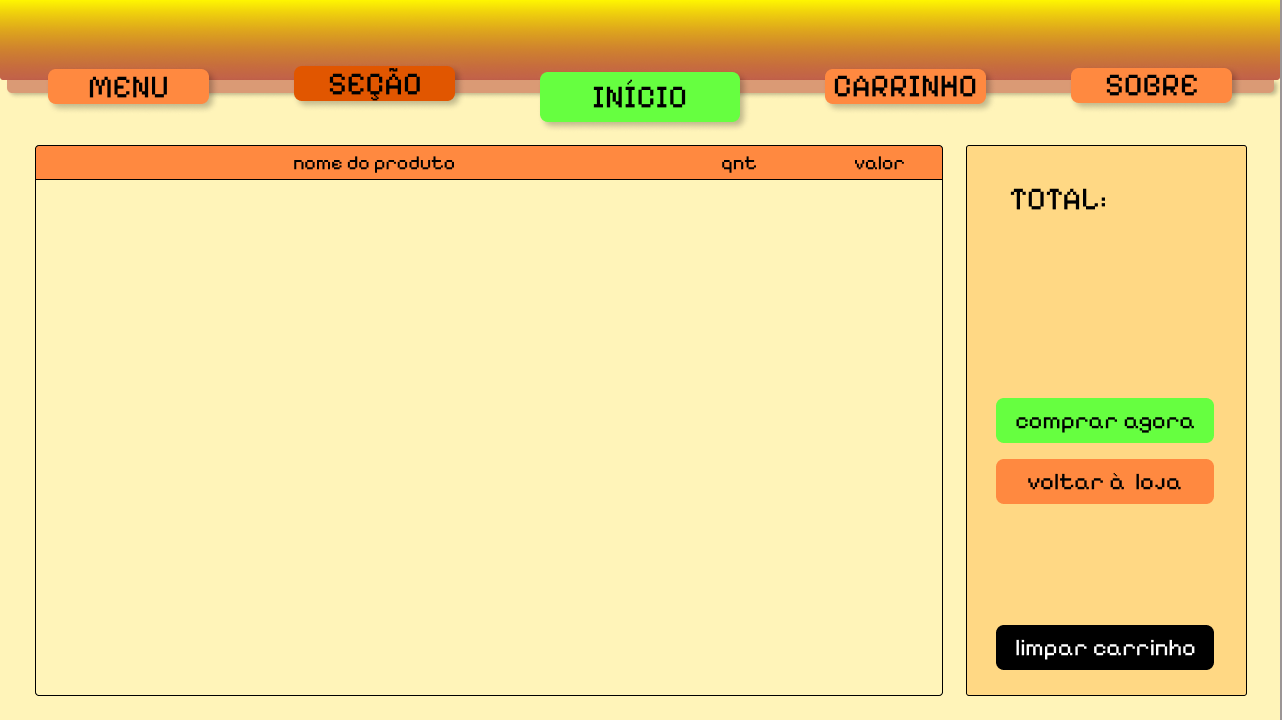 MENU SEÇÃO INÍCIO CARRINHO SOBRE
nome do produto qnt valor
TOTAL:
comprar agora
voltar à loja
limpar carrinho